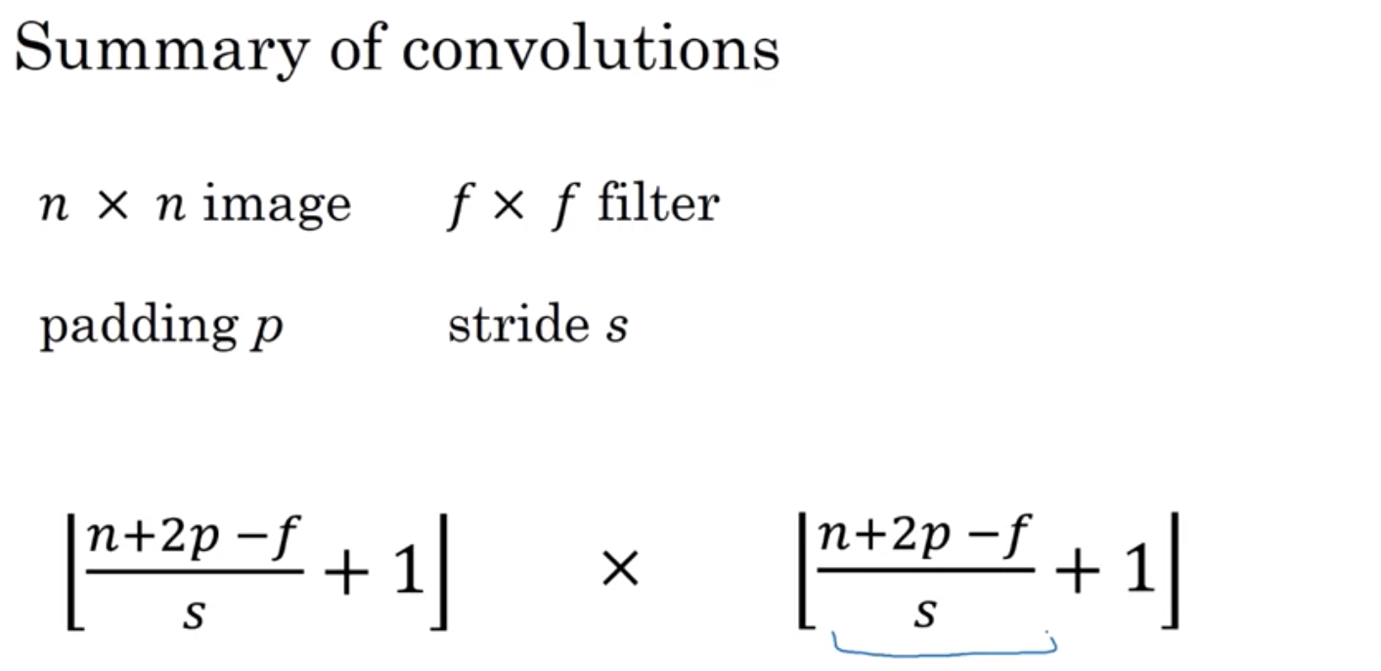 Summary of convolutions
n × n image f × f filter
padding p stride s
⌊(n+2p −f)/s + 1⌋ × ⌊(n+2p −f)/s + 1⌋